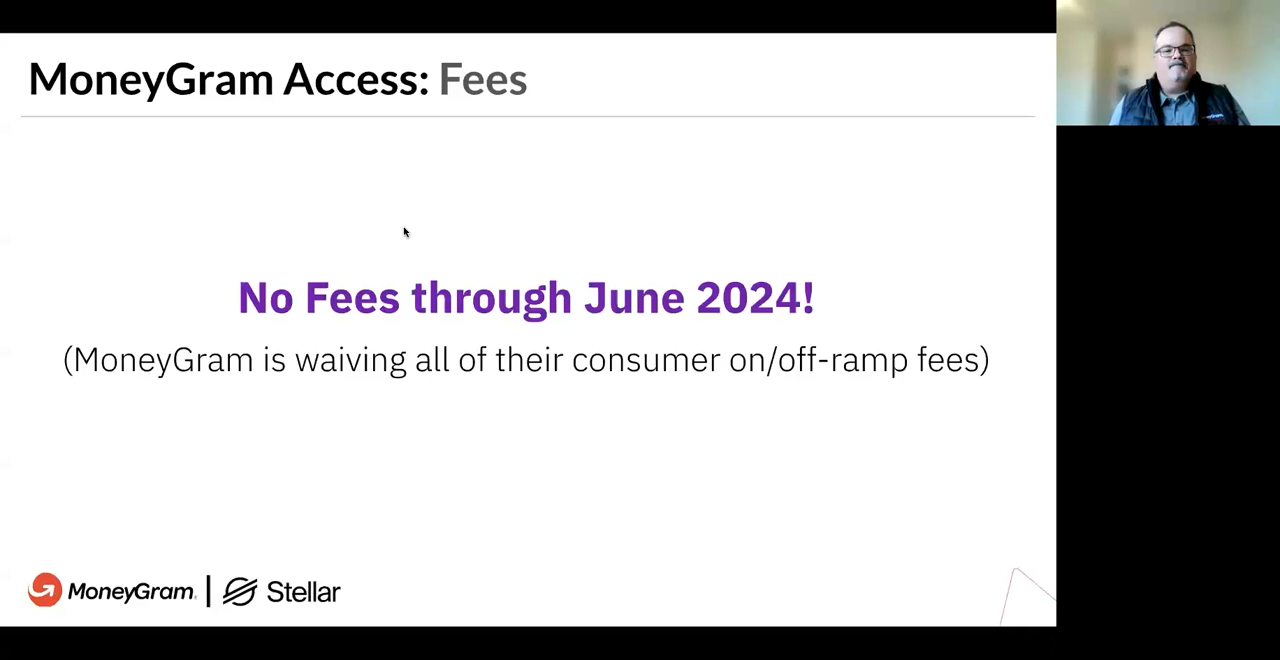 MoneyGram Access: Fees
No Fees through June 2024!
(MoneyGram is waiving all of their consumer on/off-ramp fees)
MoneyGram | Stellar